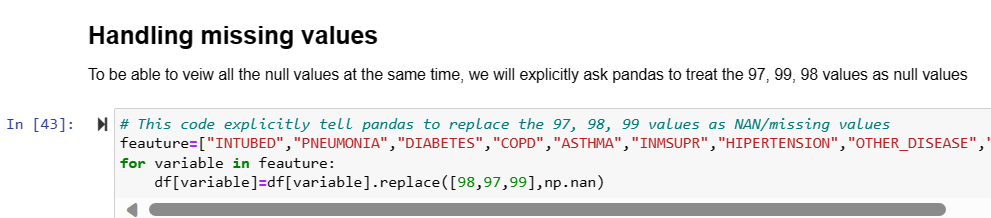 Handling missing values
To be able to veiw all the null values at the same time, we will explicitly ask pandas to treat the 97, 99, 98 values as null values
In [43]:
# This code explicitly tell pandas to replace the 97, 98, 99 values as NAN/missing values
feauture=["INTUBED","PNEUMONIA","DIABETES","COPD","ASTHMA","INMSUPR","HIPERTENSION","OTHER_DISEASE","
for variable in feauture:
    df[variable]=df[variable].replace([98,97,99],np.nan)